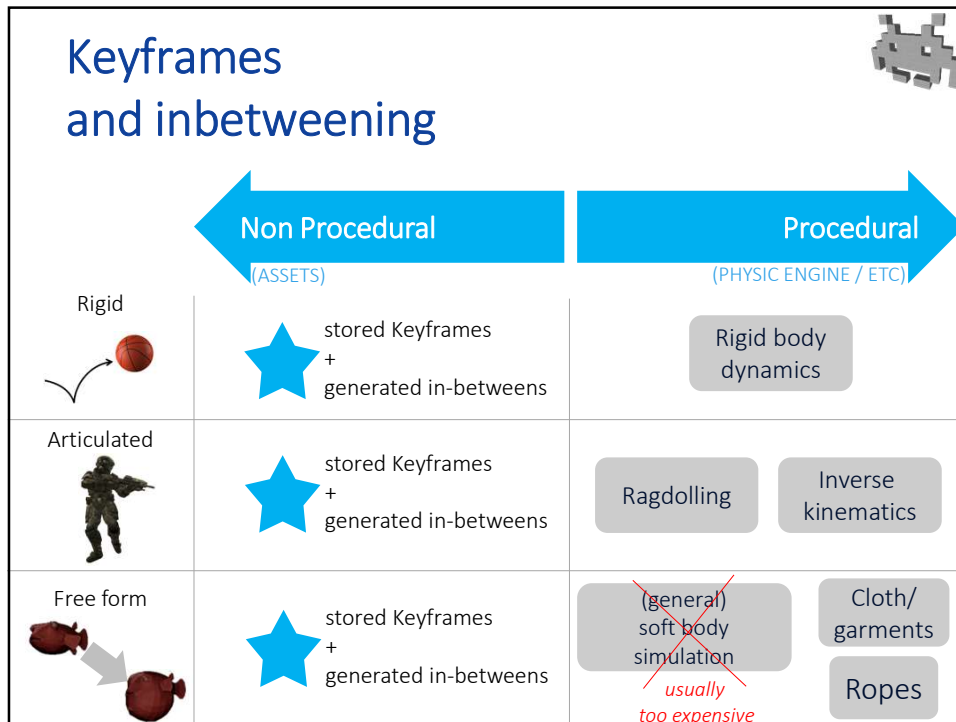 Keyframes
and inbetweening
Non Procedural
Procedural
(ASSETS)
(PHYSIC ENGINE / ETC)
Rigid
stored Keyframes
+
generated in-betweens
Rigid body
dynamics
Articulated
stored Keyframes
+
generated in-betweens
Ragdolling
Inverse
kinematics
Free form
stored Keyframes
+
generated in-betweens
(general)
soft body
simulation
usually
too expensive
Cloth/
garments
Ropes